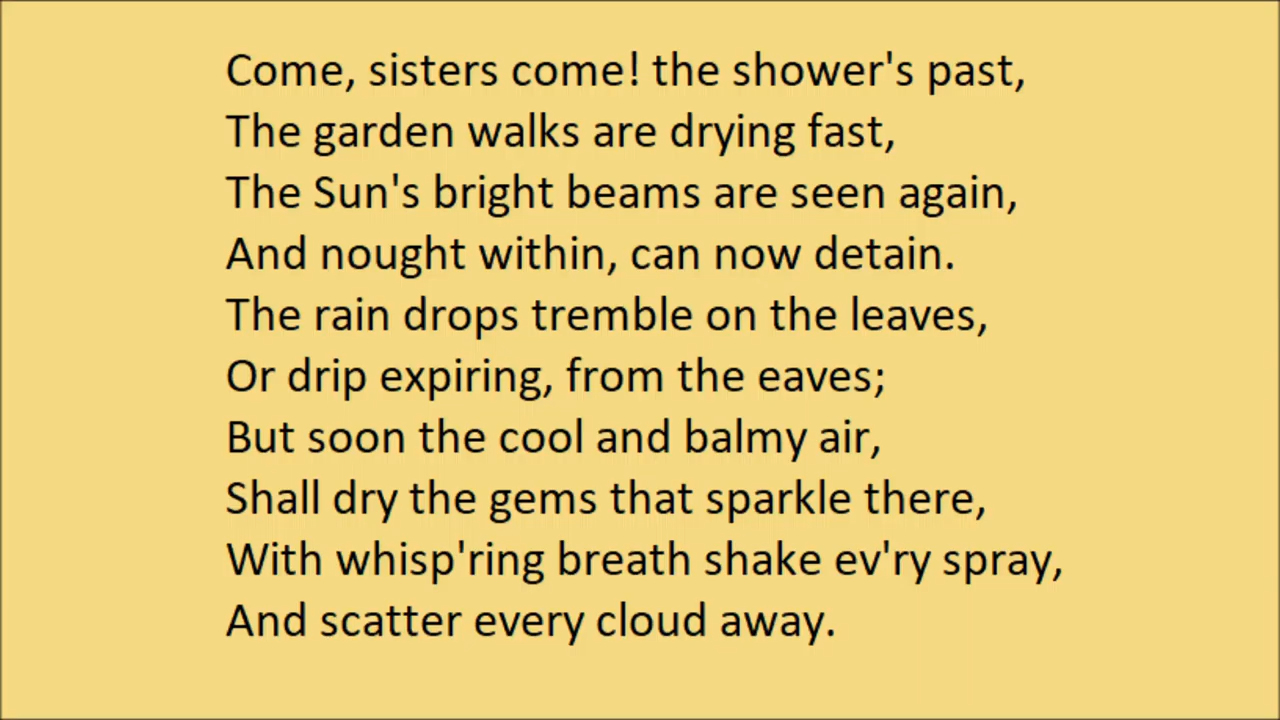 Come, sisters come! the shower's past,
The garden walks are drying fast,
The Sun's bright beams are seen again,
And nought within, can now detain.
The rain drops tremble on the leaves,
Or drip expiring, from the eaves;
But soon the cool and balmy air,
Shall dry the gems that sparkle there,
With whisp'ring breath shake ev'ry spray,
And scatter every cloud away.